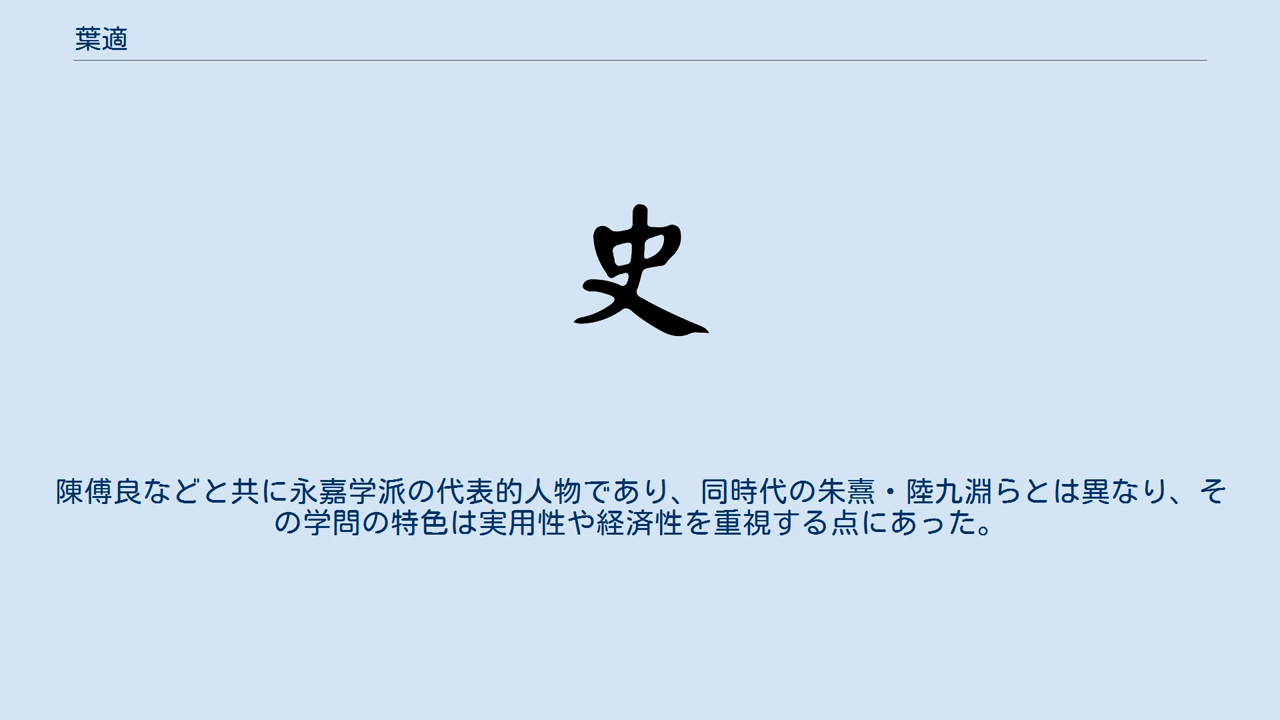 葉適
史
陳傅良などと共に永嘉学派の代表的人物であり、同時代の朱熹・陸九淵らとは異なり、そ
の学問の特色は実用性や経済性を重視する点にあった。